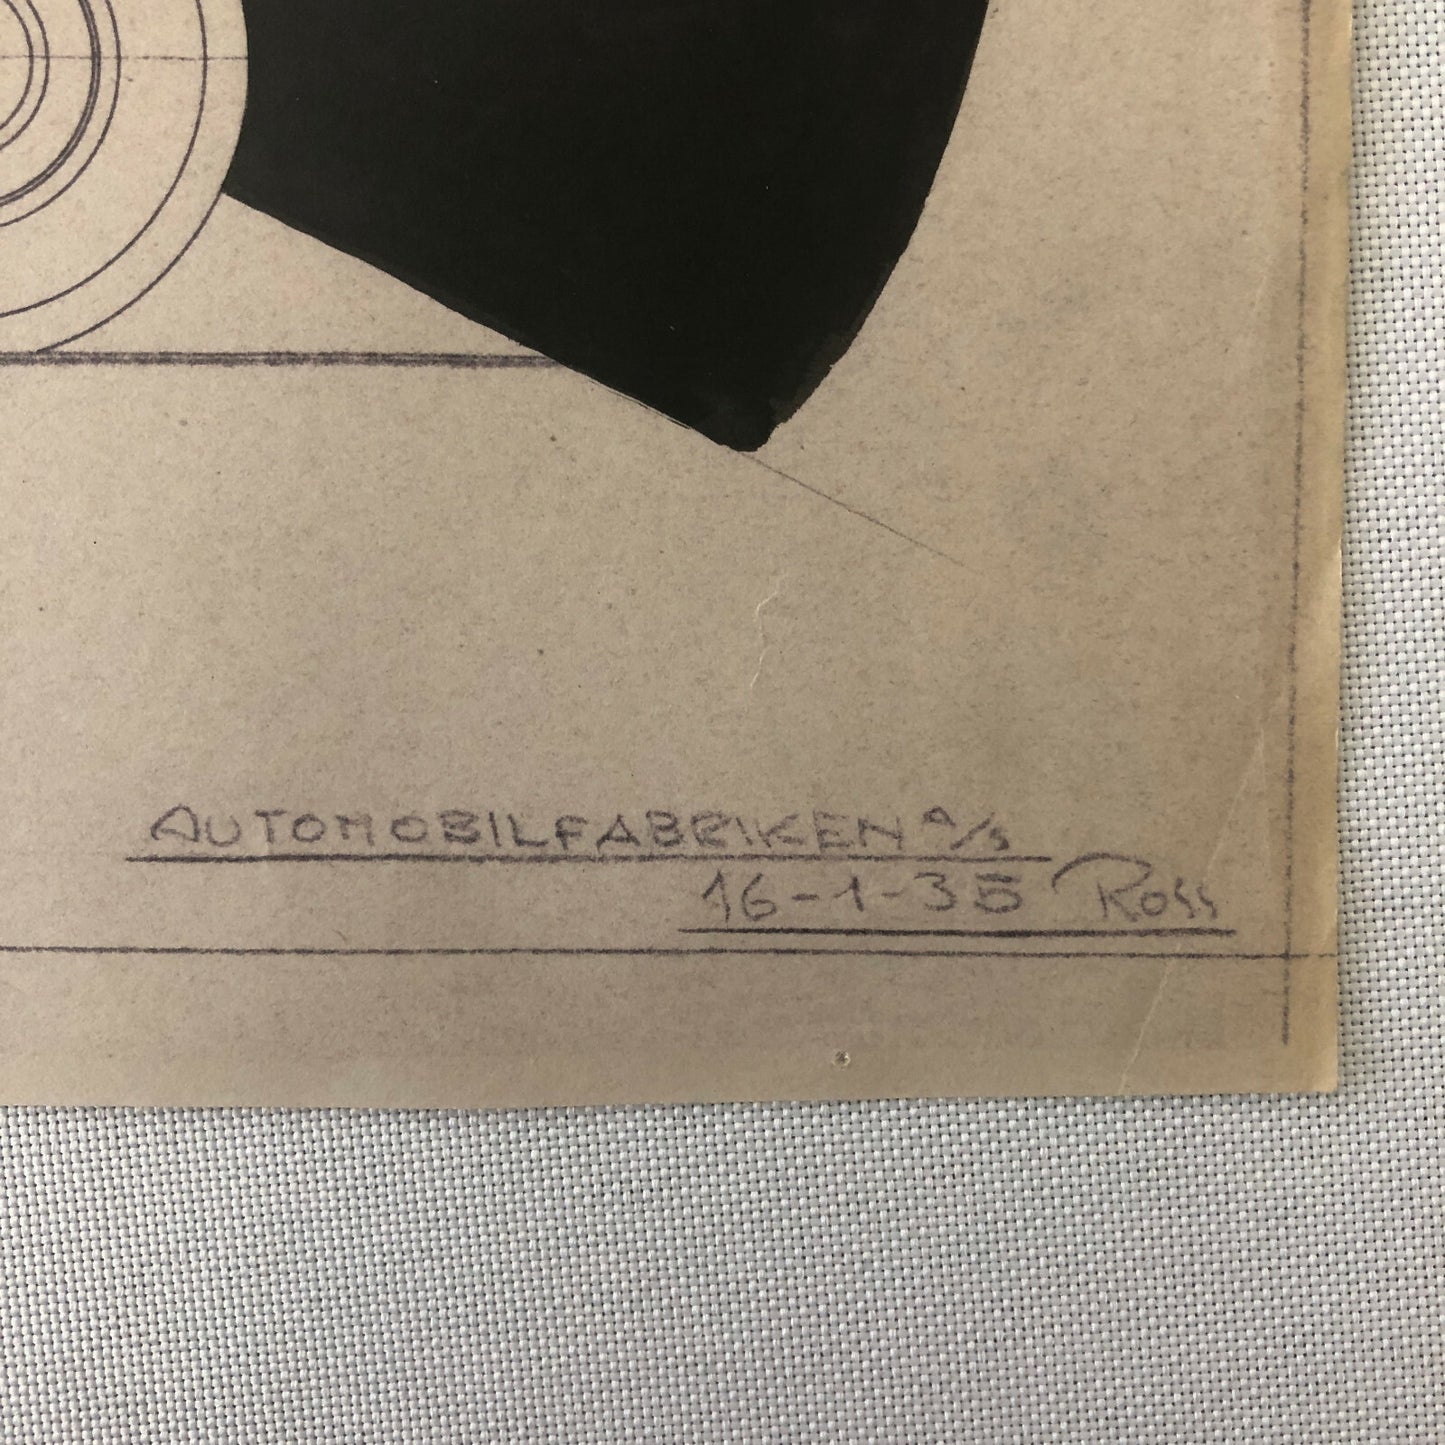 AUTOMOBILFABRIKEN A/S
16-1-35 Ross